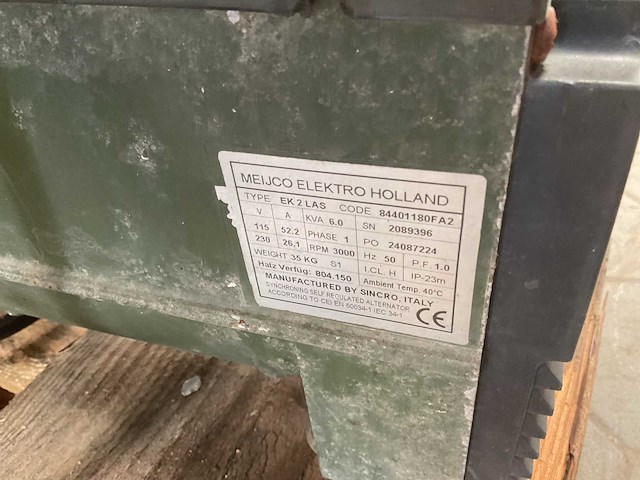 MEIJCO ELEKTRO HOLLAND
TYPE EK 2 LAS CODE 84401180FA2
V A KVA 6.0 SN 2089396
115 52.2 PHASE 1 PO 24087224
230 26.1 RPM 3000 Hz 50 P.F. 1.0
WEIGHT 35 KG S1 I.CL. H IP-23m
Halz Verfüg: 804.150 Ambient Temp. 40°C
MANUFACTURED BY SINCRO, ITALY
SYNCHRONING SELF REGULATED ALTERNATOR
ACCORDING TO CEI EN 60034-1 IEC 34-1
CE